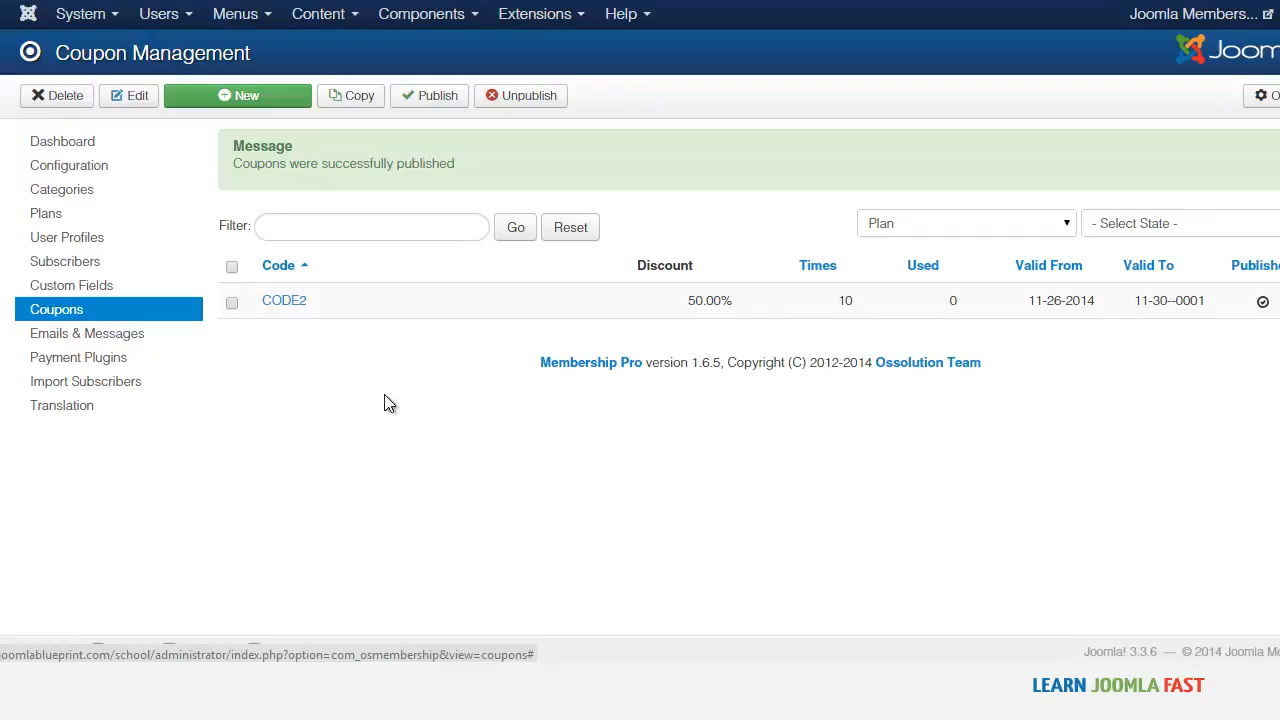 System Users Menus Content Components Extensions Help Joomla Members...
Coupon Management Joom
Delete Edit New Copy Publish Unpublish O
Dashboard
Configuration
Categories
Plans
User Profiles
Subscribers
Custom Fields
Coupons
Emails & Messages
Payment Plugins
Import Subscribers
Translation
Message
Coupons were successfully published
Filter: Go Reset Plan - Select State -
Code Discount Times Used Valid From Valid To Publishe
CODE2 50.00% 10 0 11-26-2014 11-30--0001
Membership Pro version 1.6.5, Copyright (C) 2012-2014 Ossolution Team
joomlablueprint.com/school/administrator/index.php?option=com_osmembership&view=coupons#
Joomla! 3.3.6 — © 2014 Joomla Me
LEARN JOOMLA FAST